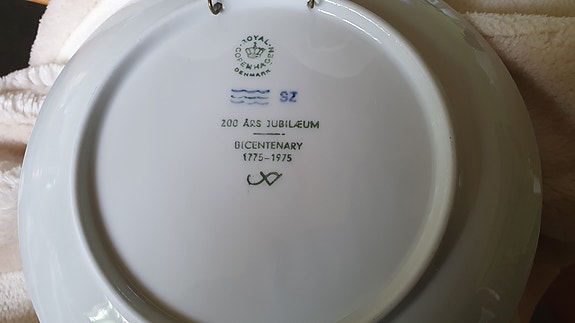 ROYAL
COPENHAGEN
DENMARK
SZ
200 ÅRS JUBILÆUM
BICENTENARY
1775-1975